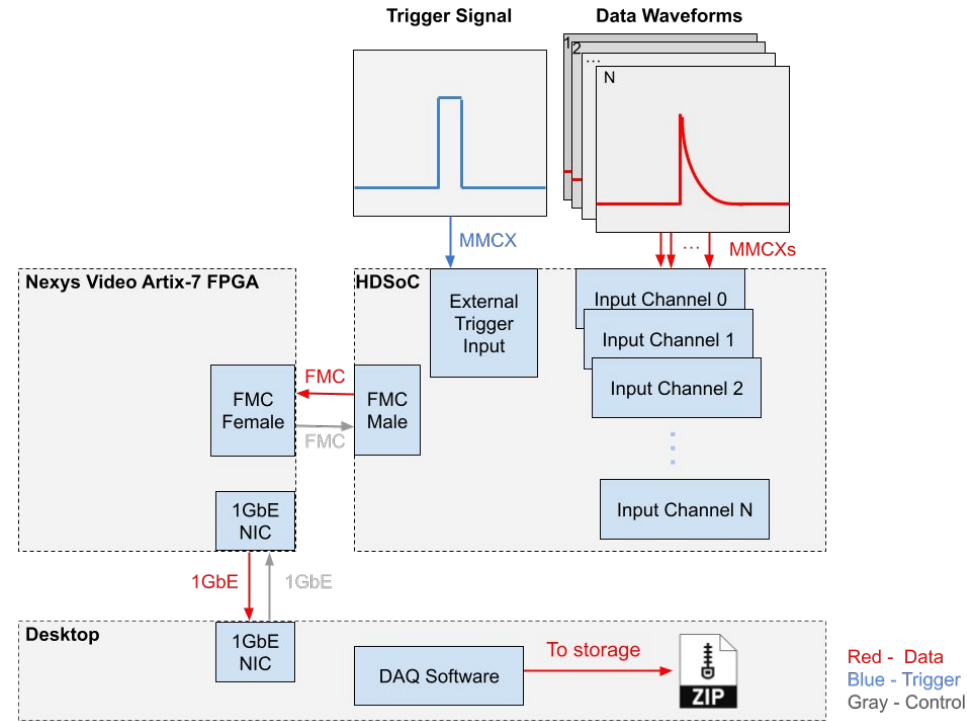 Trigger Signal
Data Waveforms
1
2
...
N
MMCX
...
MMCXs
Nexys Video Artix-7 FPGA
HDSoC
External
Trigger
Input
Input Channel 0
Input Channel 1
Input Channel 2
Input Channel N
FMC
Female
FMC
FMC
FMC
Male
1GbE
NIC
1GbE
1GbE
Desktop
1GbE
NIC
DAQ Software
To storage
ZIP
Red - Data
Blue - Trigger
Gray - Control